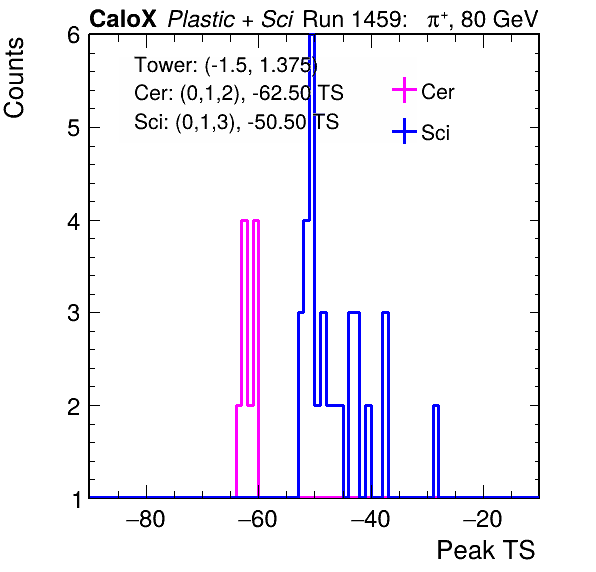 CaloX Plastic + Sci Run 1459: π⁺, 80 GeV
Counts
Tower: (-1.5, 1.375)
Cer: (0,1,2), -62.50 TS
Sci: (0,1,3), -50.50 TS
Cer
Sci
6
5
4
3
2
1
−80 −60 −40 −20
Peak TS